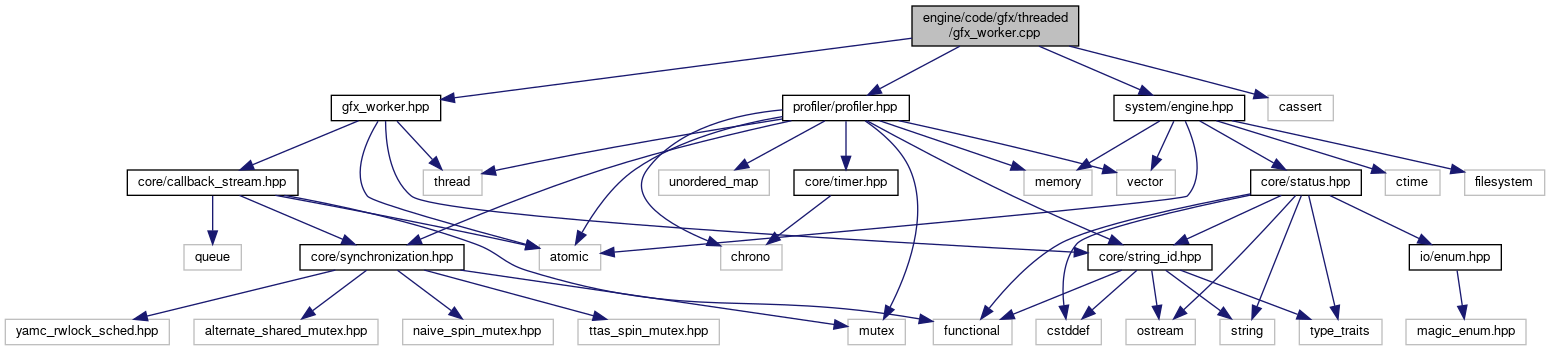 engine/code/gfx/threaded
/gfx_worker.cpp
gfx_worker.hpp
profiler/profiler.hpp
system/engine.hpp
cassert
core/callback_stream.hpp
thread
unordered_map
core/timer.hpp
memory
vector
core/status.hpp
ctime
filesystem
queue
core/synchronization.hpp
atomic
chrono
core/string_id.hpp
io/enum.hpp
yamc_rwlock_sched.hpp
alternate_shared_mutex.hpp
naive_spin_mutex.hpp
ttas_spin_mutex.hpp
mutex
functional
cstddef
ostream
string
type_traits
magic_enum.hpp